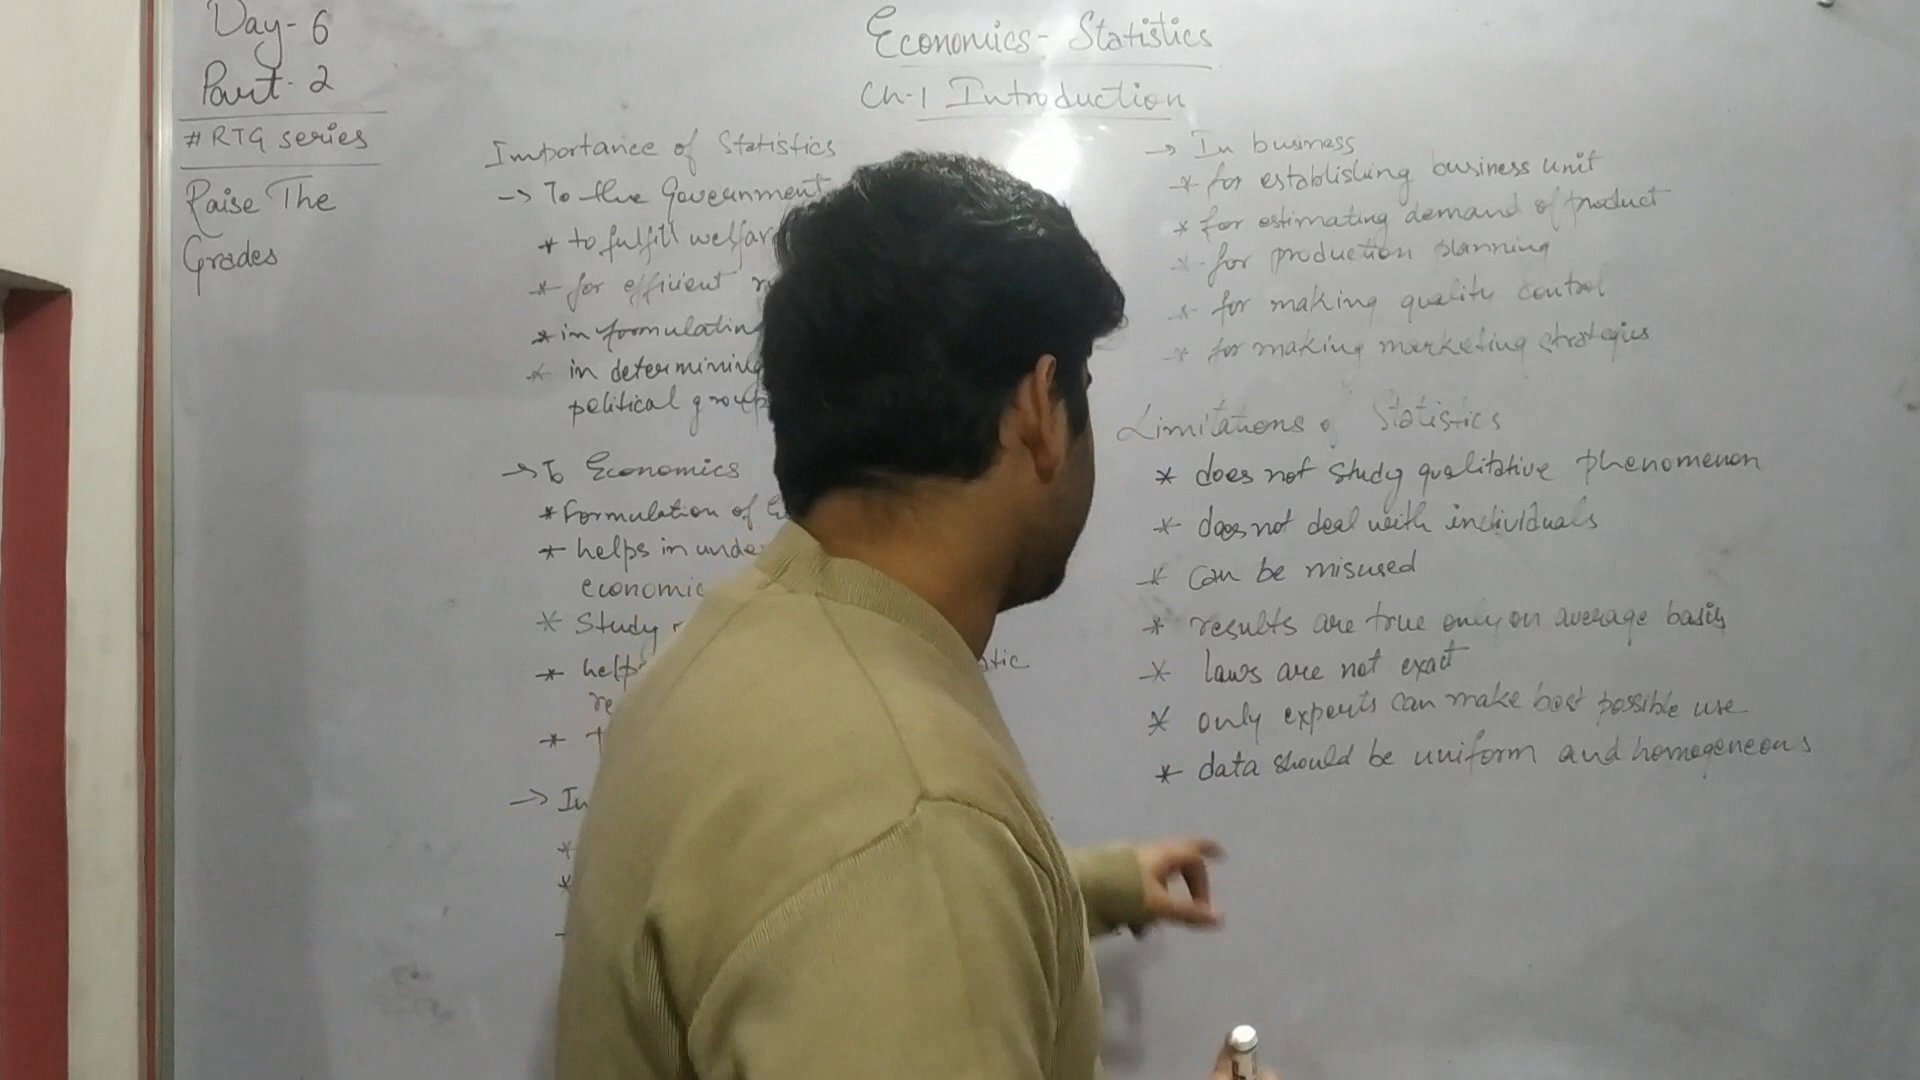 Day-6
Part-2
# RTG series
Raise The
Grades
Economics - Statistics
Ch-1 Introduction
Importance of Statistics
→ To the Government
* to fulfill welfar
* for efficient
* in formulatin
* in determining
political group
→ To Economics
* Formulation of
* helps in unde
economic
* Study
* help
tic
re
*
→ In
*
*
→ In business
* for establishing business unit
* for estimating demand of product
* for production planning
* for making quality control
* for making marketing strategies
Limitations of Statistics
* does not study qualitative phenomenon
* does not deal with individuals
* can be misused
* results are true only on average basis
* laws are not exact
* only experts can make best possible use
* data should be uniform and homogeneous